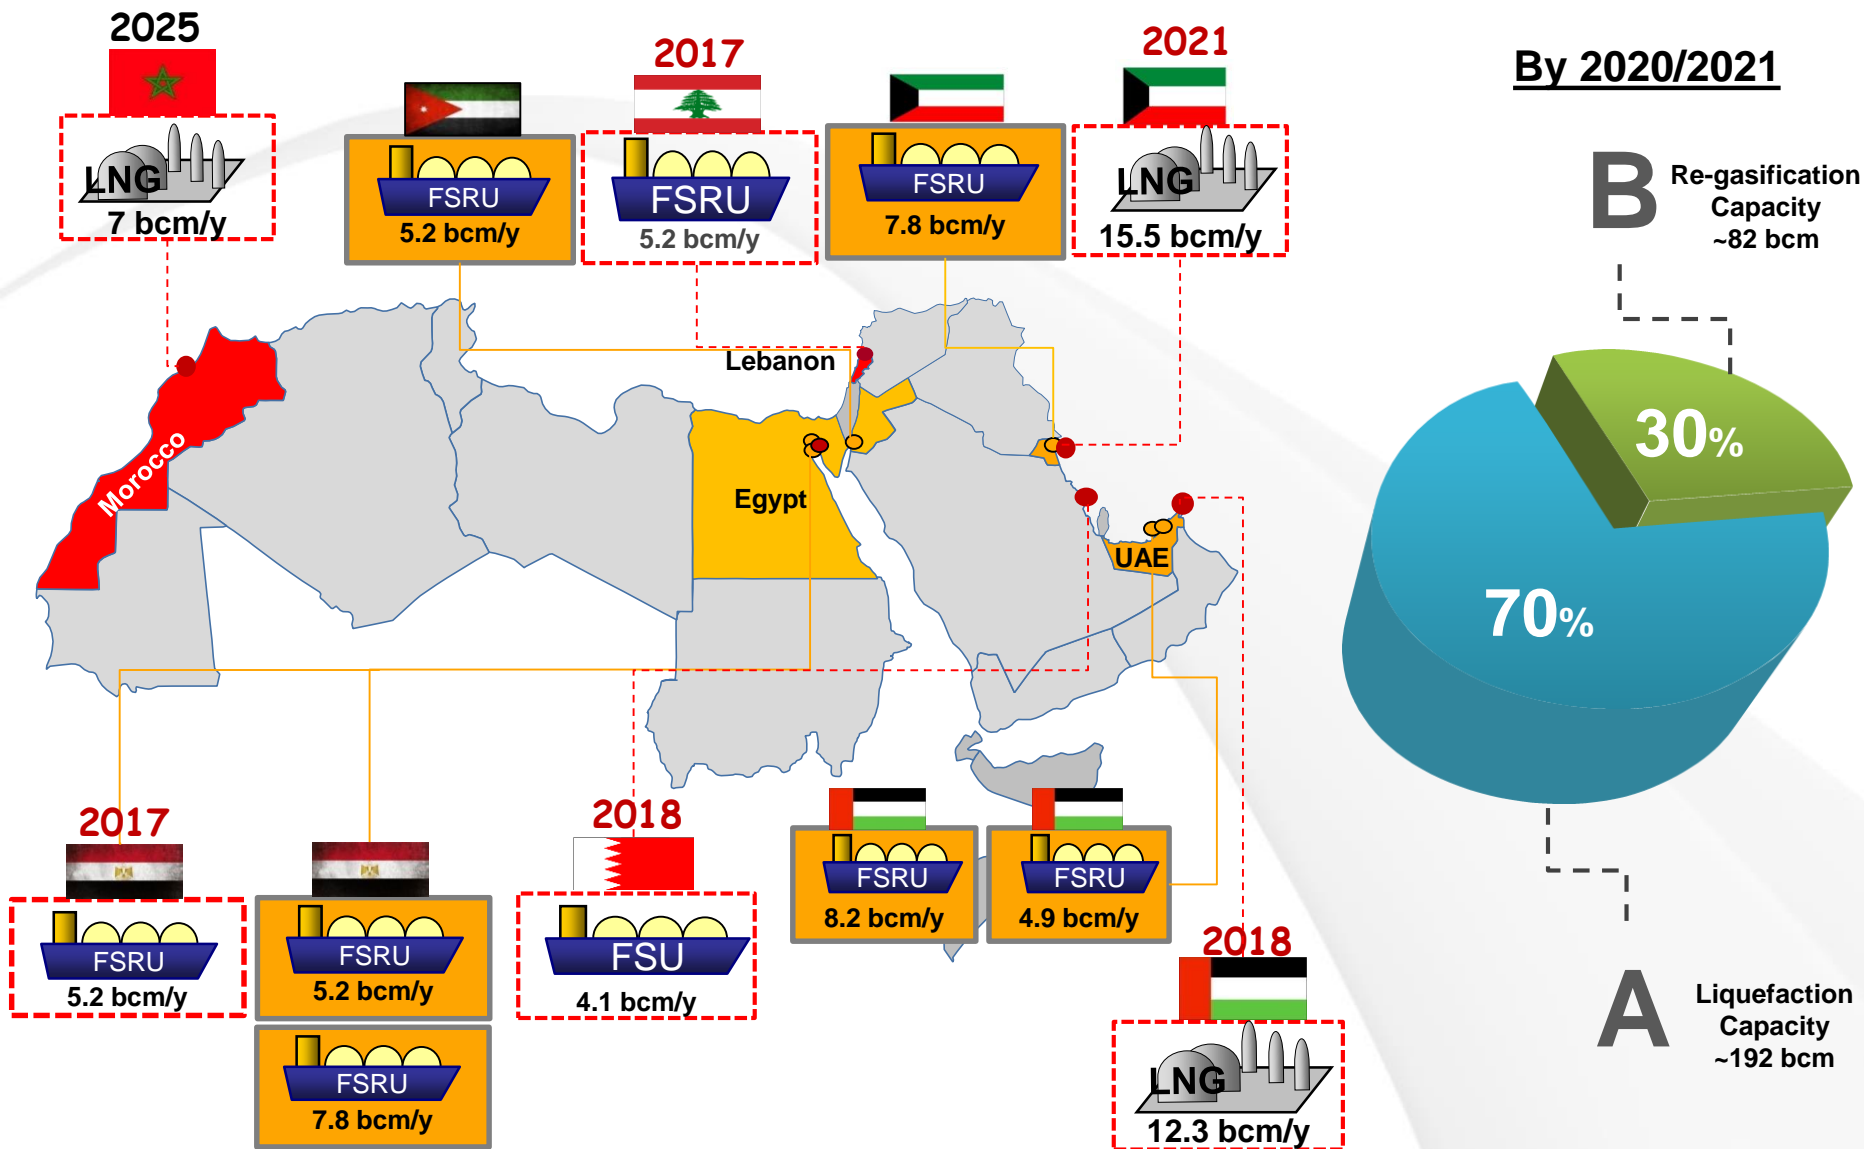 2025
LNG
7 bcm/y
FSRU
5.2 bcm/y
2017
FSRU
5.2 bcm/y
FSRU
7.8 bcm/y
2021
LNG
15.5 bcm/y
By 2020/2021
B
Re-gasification
Capacity
~82 bcm
Lebanon
Morocco
Egypt
UAE
30%
70%
2017
FSRU
5.2 bcm/y
FSRU
5.2 bcm/y
FSRU
7.8 bcm/y
2018
FSU
4.1 bcm/y
FSRU
8.2 bcm/y
FSRU
4.9 bcm/y
2018
LNG
12.3 bcm/y
A
Liquefaction
Capacity
~192 bcm